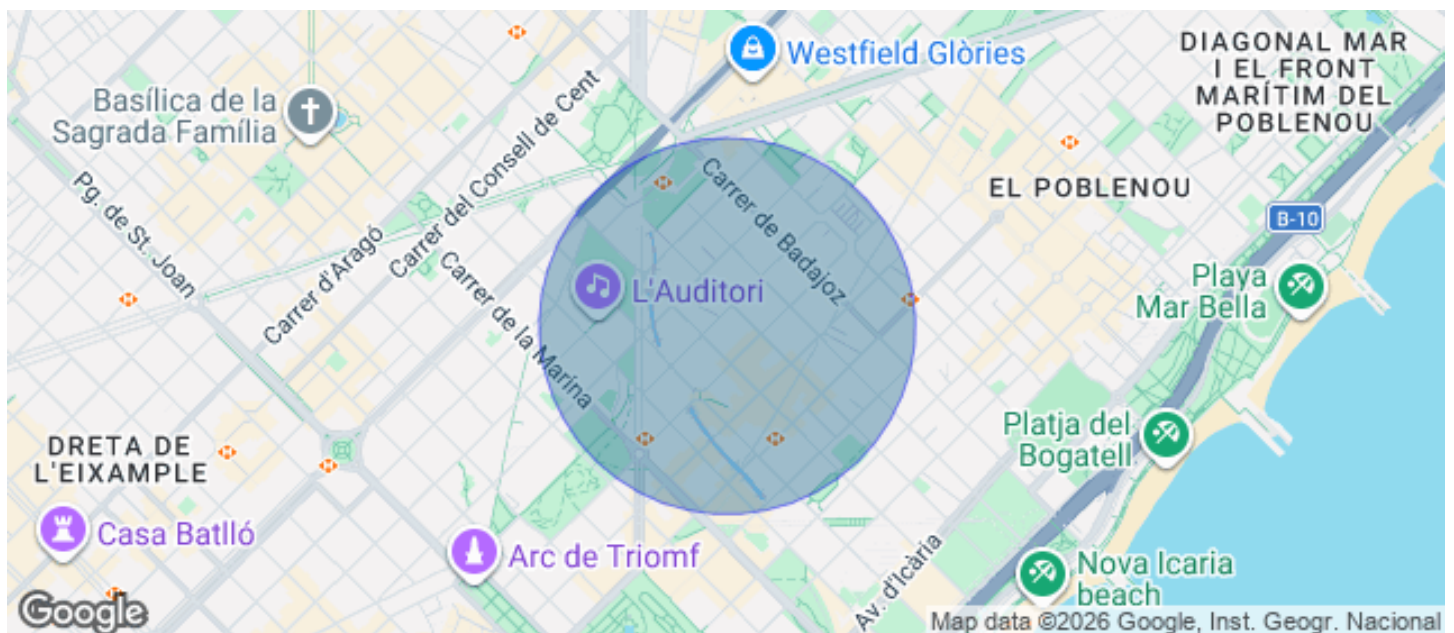 Westfield Glòries
DIAGONAL MAR
I EL FRONT
MARÍTIM DEL
POBLENOU
Basílica de la
Sagrada Família
Carrer del Consell de Cent
Carrer de Badajoz
EL POBLENOU
B-10
Pg. de St. Joan
Carrer d'Aragó
Carrer de la Marina
L'Auditori
Playa
Mar Bella
Platja del
Bogatell
DRETA DE
L'EIXAMPLE
Casa Batlló
Arc de Triomf
Av. d'Icària
Nova Icaria
beach
Google
Map data ©2026 Google, Inst. Geogr. Nacional